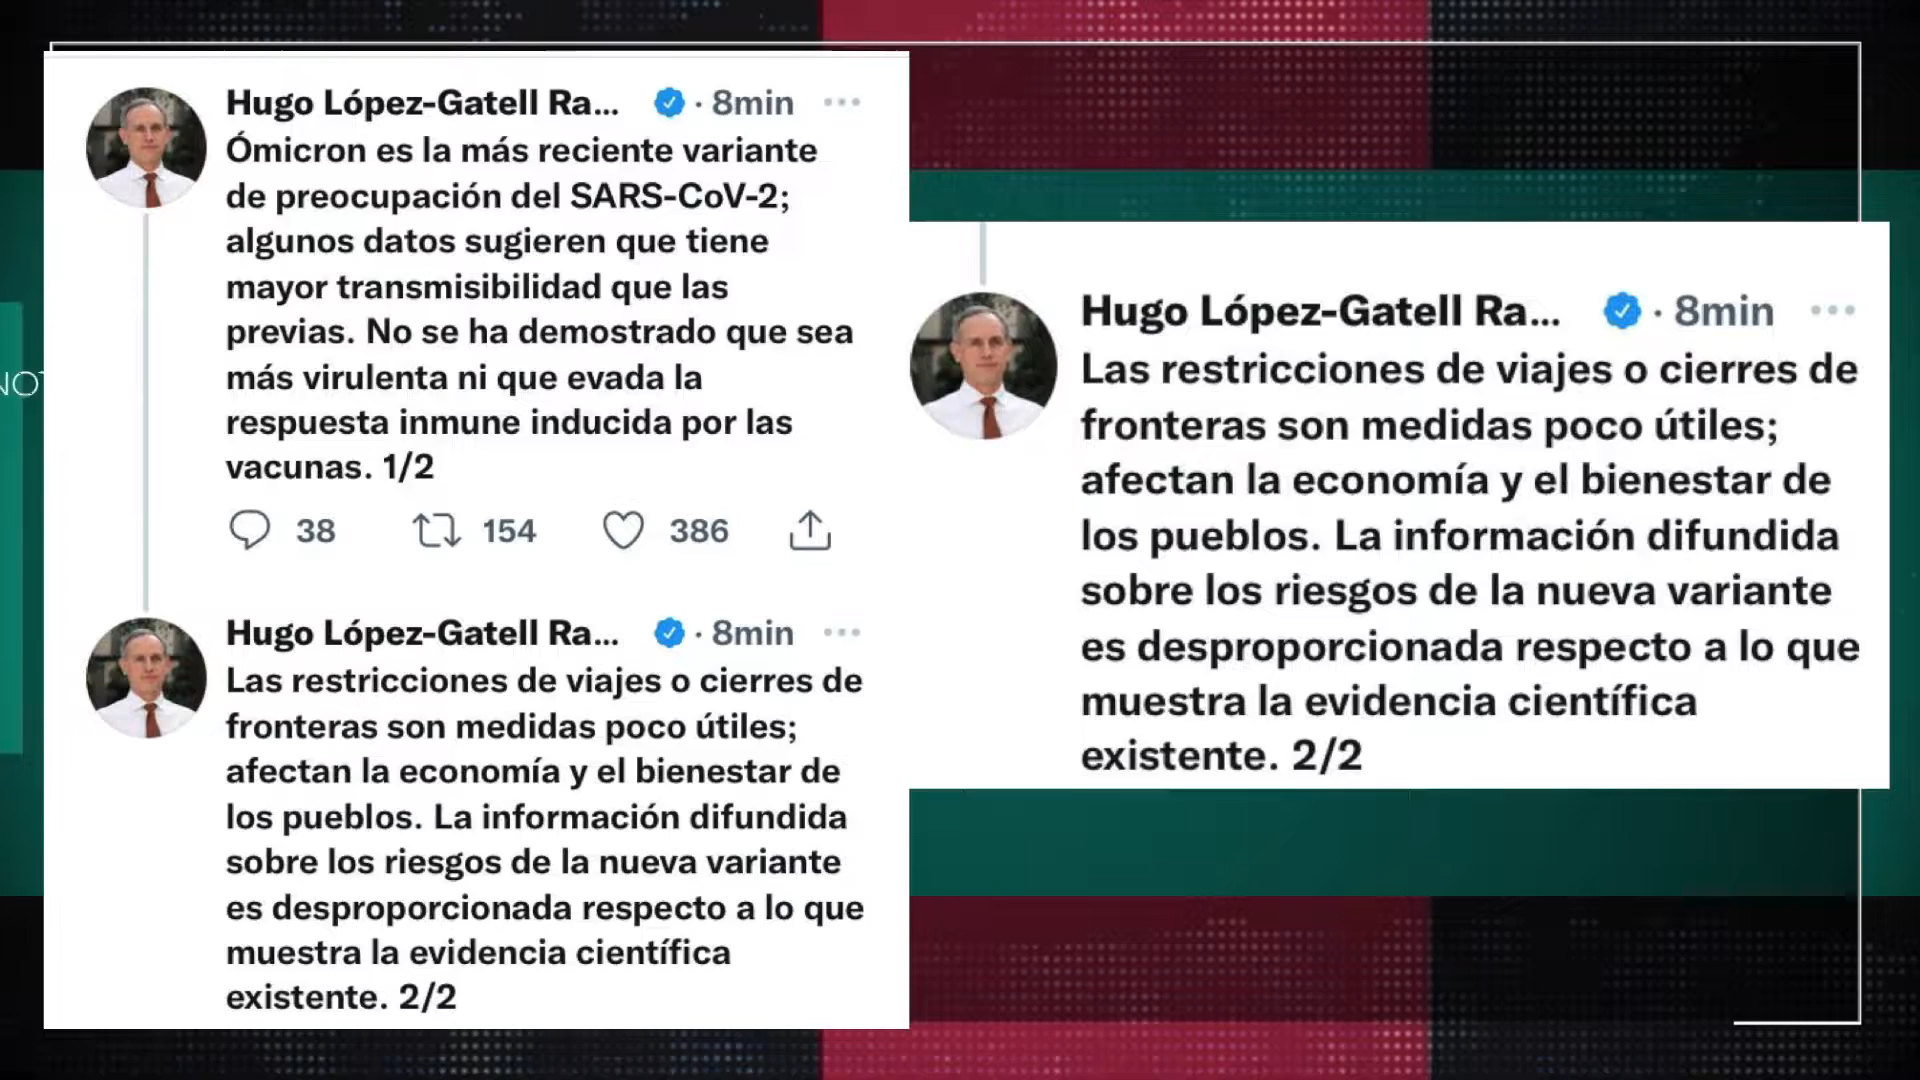 Hugo López-Gatell Ra... · 8min
Ómicron es la más reciente variante
de preocupación del SARS-CoV-2;
algunos datos sugieren que tiene
mayor transmisibilidad que las
previas. No se ha demostrado que sea
más virulenta ni que evada la
respuesta inmune inducida por las
vacunas. 1/2
38 154 386
Hugo López-Gatell Ra... · 8min
Las restricciones de viajes o cierres de
fronteras son medidas poco útiles;
afectan la economía y el bienestar de
los pueblos. La información difundida
sobre los riesgos de la nueva variante
es desproporcionada respecto a lo que
muestra la evidencia científica
existente. 2/2
Hugo López-Gatell Ra... · 8min
Las restricciones de viajes o cierres de
fronteras son medidas poco útiles;
afectan la economía y el bienestar de
los pueblos. La información difundida
sobre los riesgos de la nueva variante
es desproporcionada respecto a lo que
muestra la evidencia científica
existente. 2/2